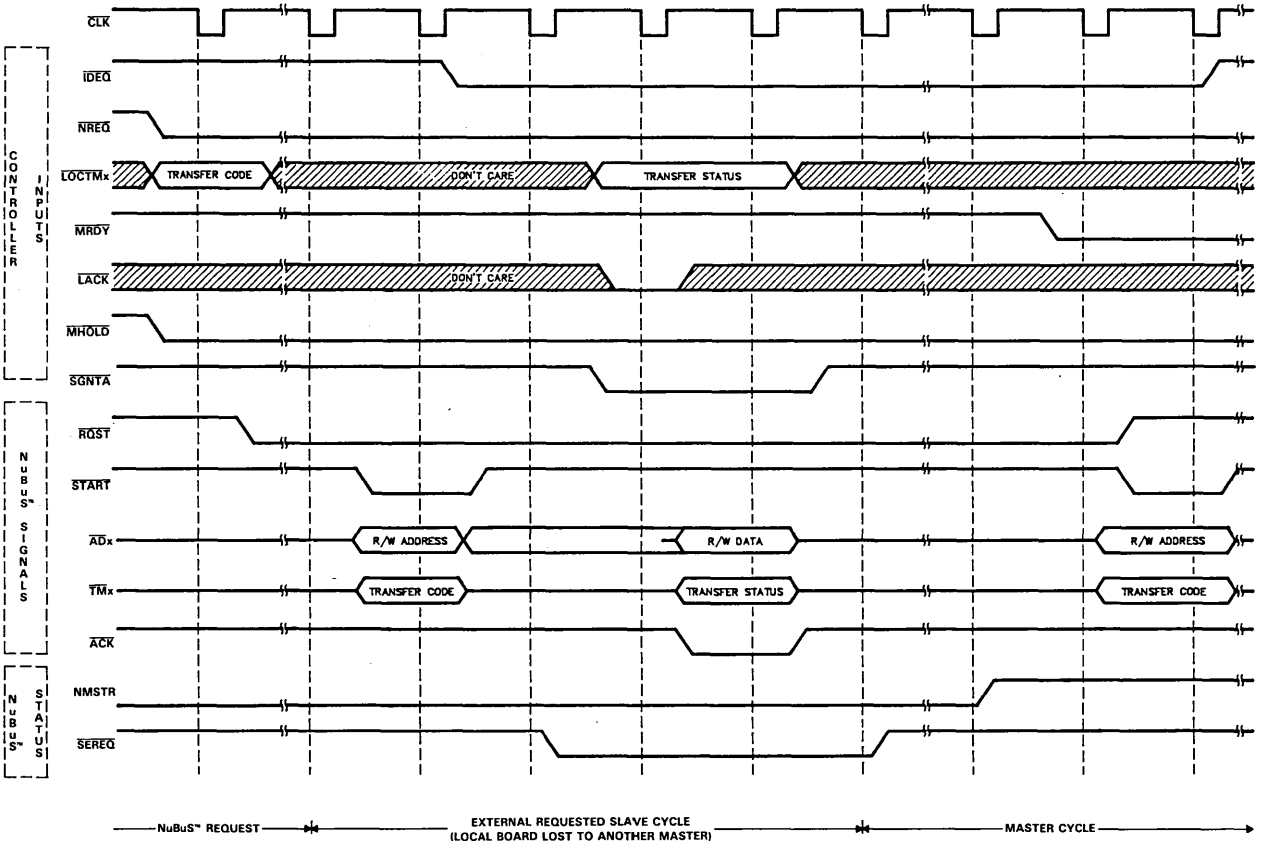 CLK
CONTROLLER INPUTS
IDEQ
NREQ
LOCTMx TRANSFER CODE DON'T CARE TRANSFER STATUS
MRDY
LACK DON'T CARE
MHOLD
SGNTA
NuBuS™ SIGNALS
RQST
START
ADx R/W ADDRESS R/W DATA R/W ADDRESS
TMx TRANSFER CODE TRANSFER STATUS TRANSFER CODE
ACK
NuBuS™ STATUS
NMSTR
SEREQ
NuBuS™ REQUEST EXTERNAL REQUESTED SLAVE CYCLE MASTER CYCLE
(LOCAL BOARD LOST TO ANOTHER MASTER)